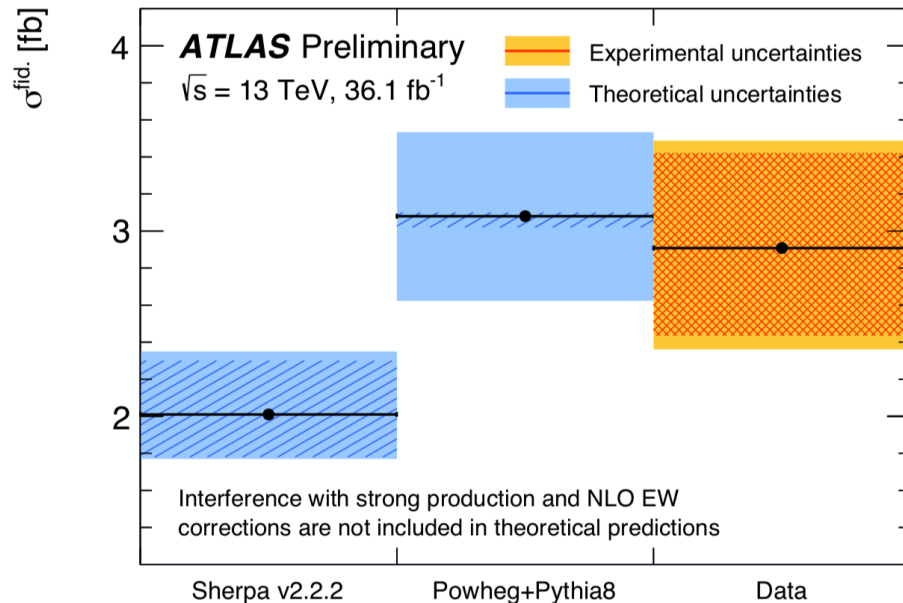 σfid. [fb]
ATLAS Preliminary
√s = 13 TeV, 36.1 fb-1
Experimental uncertainties
Theoretical uncertainties
4
3
2
Interference with strong production and NLO EW
corrections are not included in theoretical predictions
Sherpa v2.2.2
Powheg+Pythia8
Data